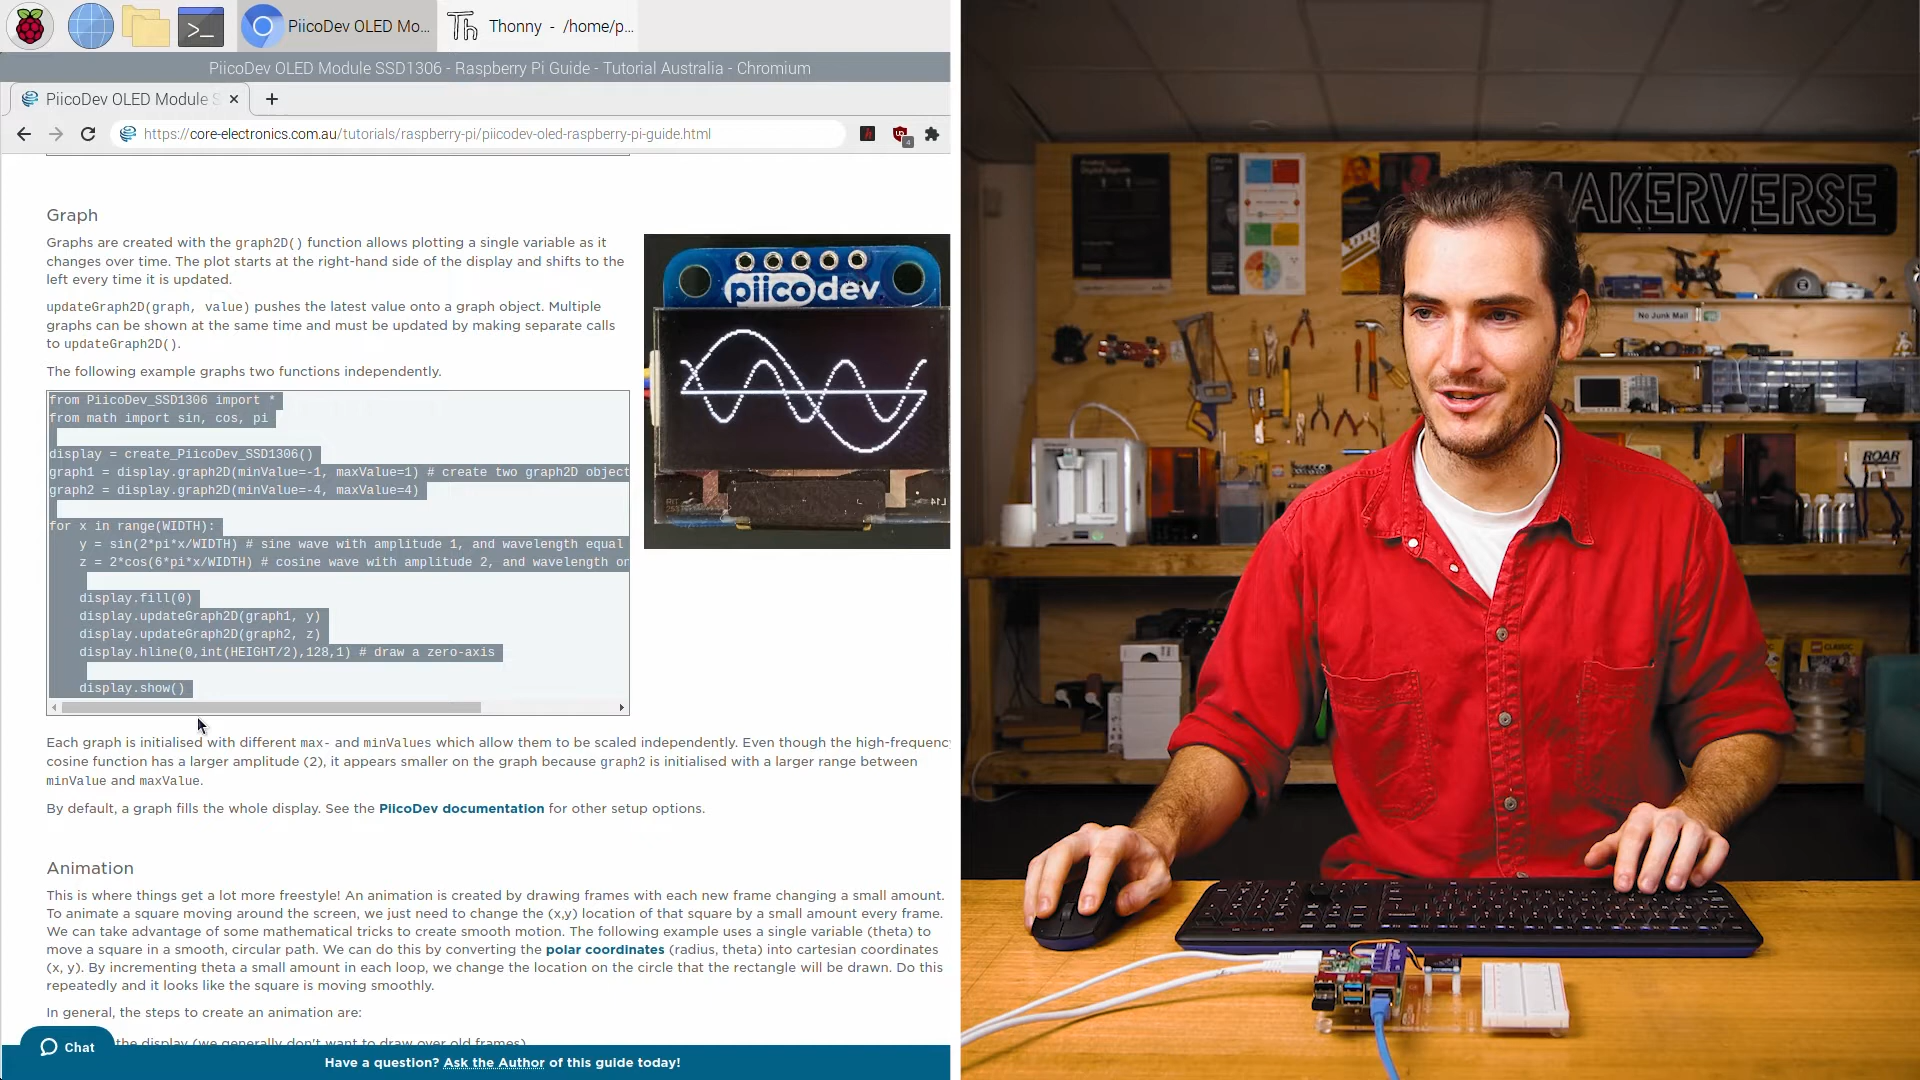 PiicoDev OLED Mo...
Thonny - /home/p...
PiicoDev OLED Module SSD1306 - Raspberry Pi Guide - Tutorial Australia - Chromium
PiicoDev OLED Module S
https://core-electronics.com.au/tutorials/raspberry-pi/piicodev-oled-raspberry-pi-guide.html
4
Graph
Graphs are created with the graph2D() function allows plotting a single variable as it
changes over time. The plot starts at the right-hand side of the display and shifts to the
left every time it is updated.
updateGraph2D(graph, value) pushes the latest value onto a graph object. Multiple
graphs can be shown at the same time and must be updated by making separate calls
to updateGraph2D().
The following example graphs two functions independently.
from PiicoDev_SSD1306 import *
from math import sin, cos, pi
display = create_PiicoDev_SSD1306()
graph1 = display.graph2D(minValue=-1, maxValue=1) # create two graph2D object
graph2 = display.graph2D(minValue=-4, maxValue=4)
for x in range(WIDTH):
y = sin(2*pi*x/WIDTH) # sine wave with amplitude 1, and wavelength equal
z = 2*cos(6*pi*x/WIDTH) # cosine wave with amplitude 2, and wavelength on
display.fill(0)
display.updateGraph2D(graph1, y)
display.updateGraph2D(graph2, z)
display.hline(0,int(HEIGHT/2),128,1) # draw a zero-axis
display.show()
piicodev
Each graph is initialised with different max- and minValues which allow them to be scaled independently. Even though the high-frequency
cosine function has a larger amplitude (2), it appears smaller on the graph because graph2 is initialised with a larger range between
minValue and maxValue.
By default, a graph fills the whole display. See the PiicoDev documentation for other setup options.
Animation
This is where things get a lot more freestyle! An animation is created by drawing frames with each new frame changing a small amount.
To animate a square moving around the screen, we just need to change the (x,y) location of that square by a small amount every frame.
We can take advantage of some mathematical tricks to create smooth motion. The following example uses a single variable (theta) to
move a square in a smooth, circular path. We can do this by converting the polar coordinates (radius, theta) into cartesian coordinates
(x, y). By incrementing theta a small amount in each loop, we change the location on the circle that the rectangle will be drawn. Do this
repeatedly and it looks like the square is moving smoothly.
In general, the steps to create an animation are:
the display (we generally don't want to draw over old frames)
Chat
Have a question? Ask the Author of this guide today!
MAKERVERSE
No Junk Mail
ROAR
CLASSIC